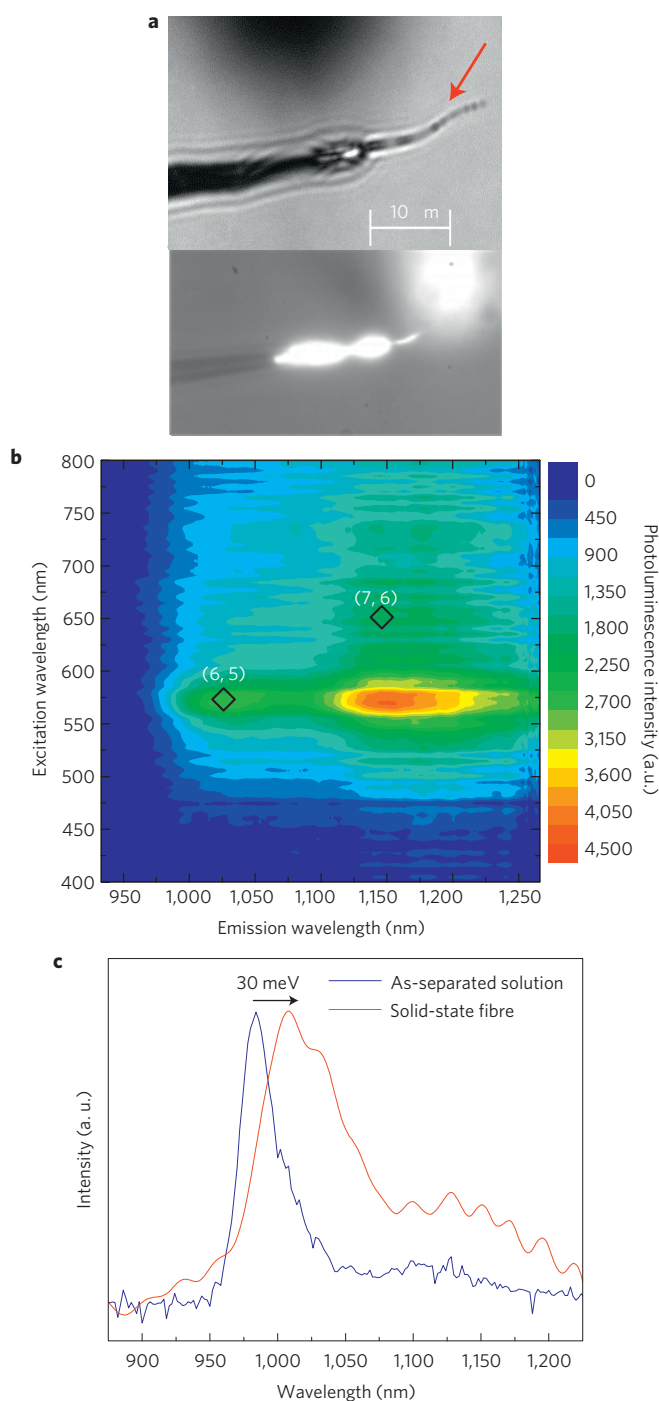 a
10 m
b
800
750
700
650
600
550
500
450
400
Excitation wavelength (nm)
(7, 6)
(6, 5)
950 1,000 1,050 1,100 1,150 1,200 1,250
Emission wavelength (nm)
0
450
900
1,350
1,800
2,250
2,700
3,150
3,600
4,050
4,500
Photoluminescence intensity (a.u.)
c
30 meV
As-separated solution
Solid-state fibre
Intensity (a. u.)
900 950 1,000 1,050 1,100 1,150 1,200
Wavelength (nm)